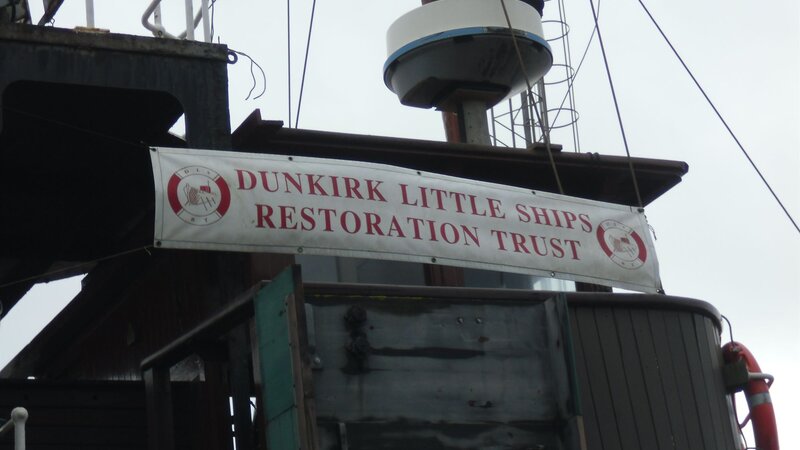 DUNKIRK LITTLE SHIPS
RESTORATION TRUST